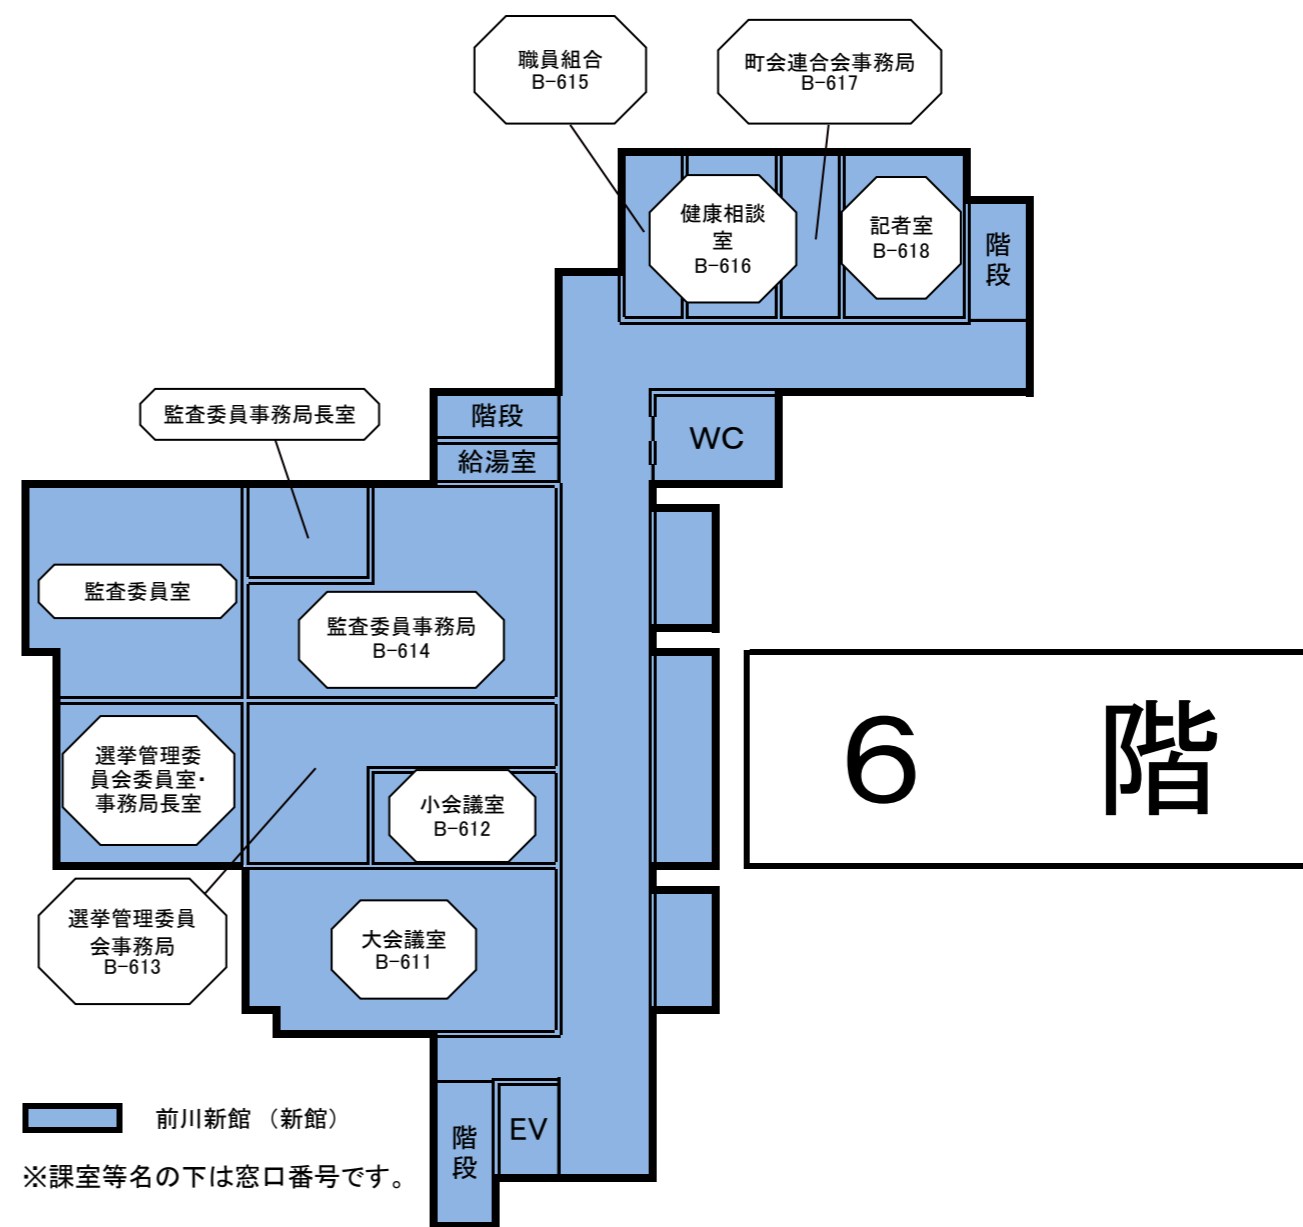 職員組合
B-615
町会連合会事務局
B-617
健康相談
室
B-616
記者室
B-618
階
段
監査委員事務局長室
階段
給湯室
WC
監査委員室
監査委員事務局
B-614
6 階
選挙管理委
員会委員室・
事務局長室
小会議室
B-612
選挙管理委員
会事務局
B-613
大会議室
B-611
前川新館 （新館）
階
段
EV
※課室等名の下は窓口番号です。